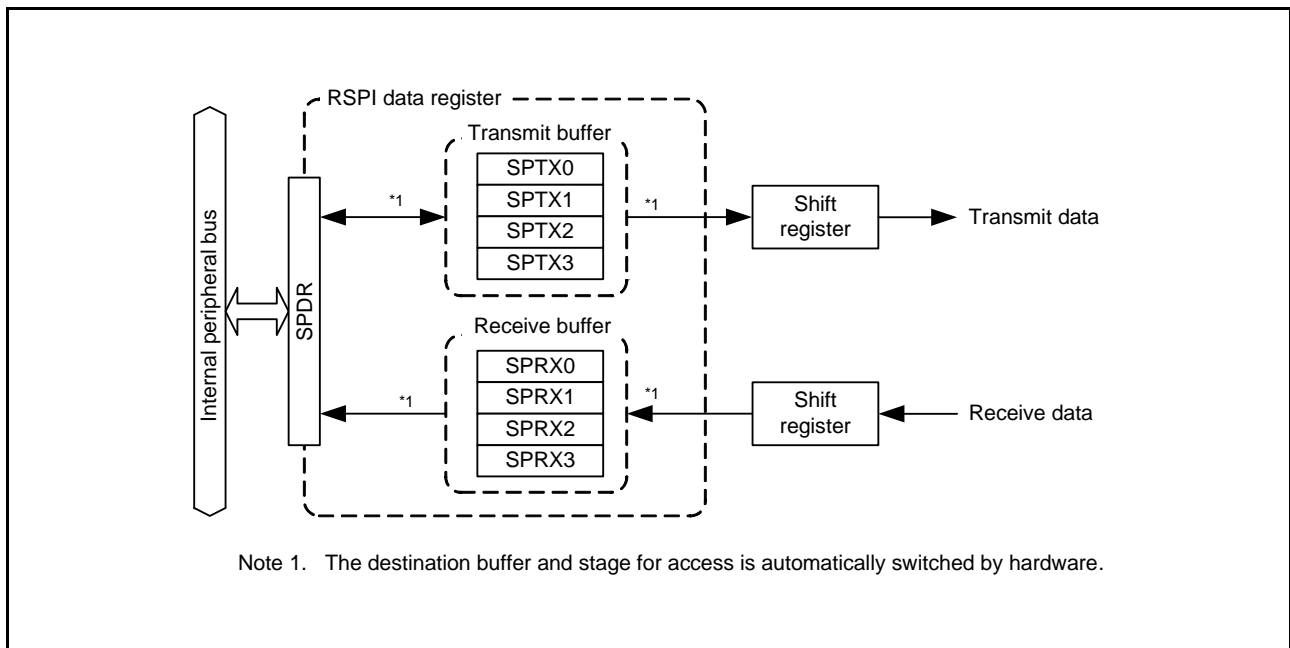 RSPI data register
Transmit buffer
SPTX0
SPTX1
SPTX2
SPTX3
*1
*1
Shift
register
Transmit data
Internal peripheral bus
SPDR
Receive buffer
SPRX0
SPRX1
SPRX2
SPRX3
*1
*1
Shift
register
Receive data
Note 1. The destination buffer and stage for access is automatically switched by hardware.